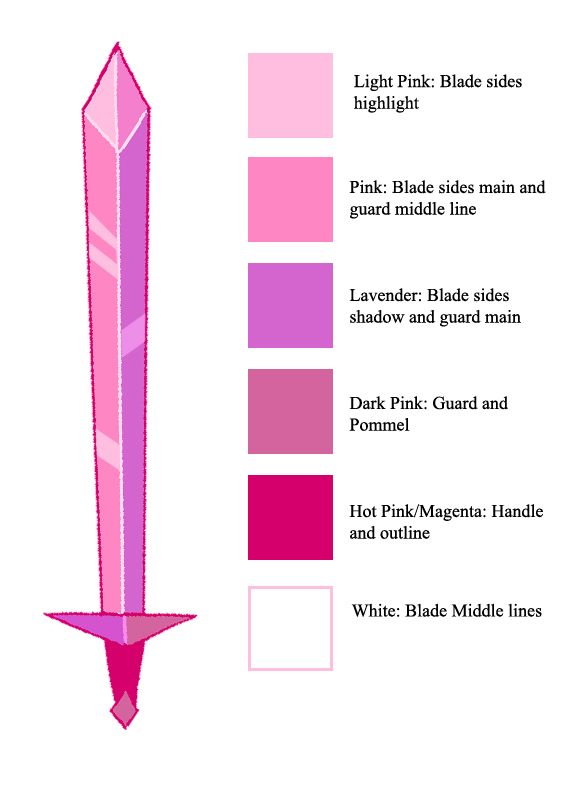 Light Pink: Blade sides
highlight
Pink: Blade sides main and
guard middle line
Lavender: Blade sides
shadow and guard main
Dark Pink: Guard and
Pommel
Hot Pink/Magenta: Handle
and outline
White: Blade Middle lines